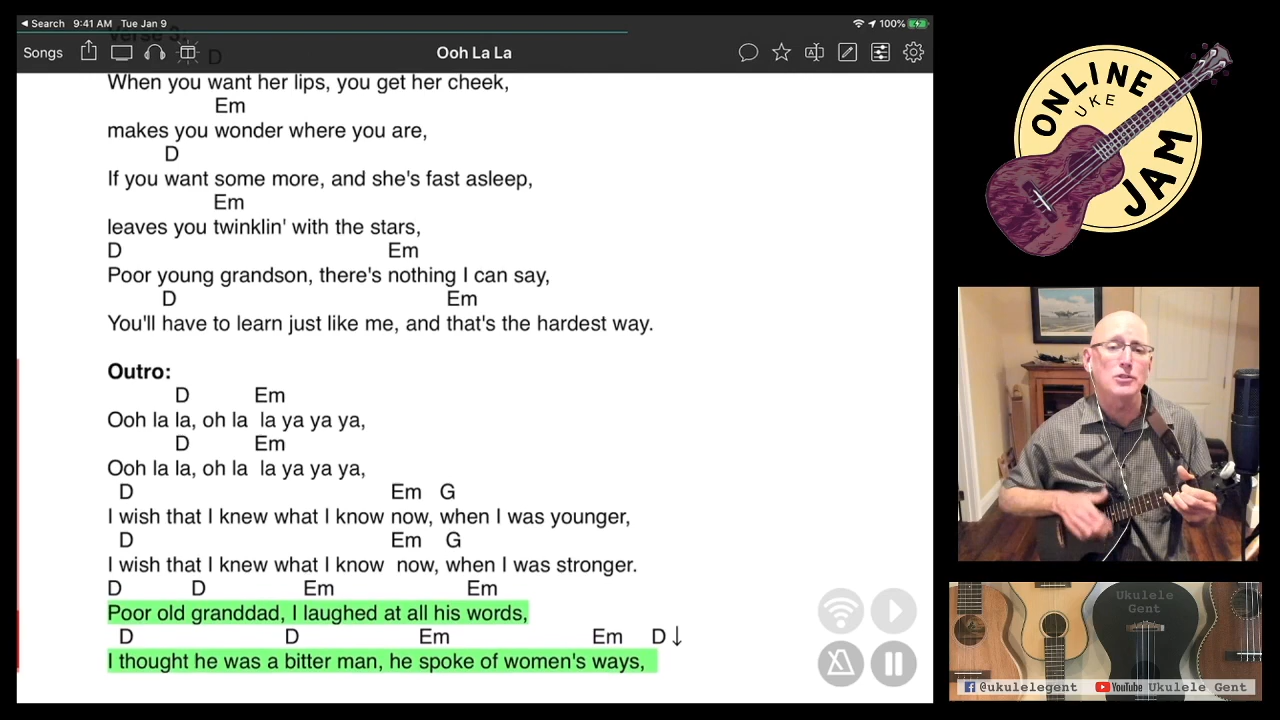 Search 9:41 AM Tue Jan 9 100%
Verse 3:
Songs Ooh La La
D
When you want her lips, you get her cheek,
Em
makes you wonder where you are,
D
If you want some more, and she's fast asleep,
Em
leaves you twinklin' with the stars,
D Em
Poor young grandson, there's nothing I can say,
D Em
You'll have to learn just like me, and that's the hardest way.
Outro:
D Em
Ooh la la, oh la la ya ya ya,
D Em
Ooh la la, oh la la ya ya ya,
D Em G
I wish that I knew what I know now, when I was younger,
D Em G
I wish that I knew what I know now, when I was stronger.
D D Em Em
Poor old granddad, I laughed at all his words,
D D Em Em D↓
I thought he was a bitter man, he spoke of women's ways,
ONLINE
UKE
JAM
Ukulele
Gent
@ukulelegent YouTube Ukulele Gent